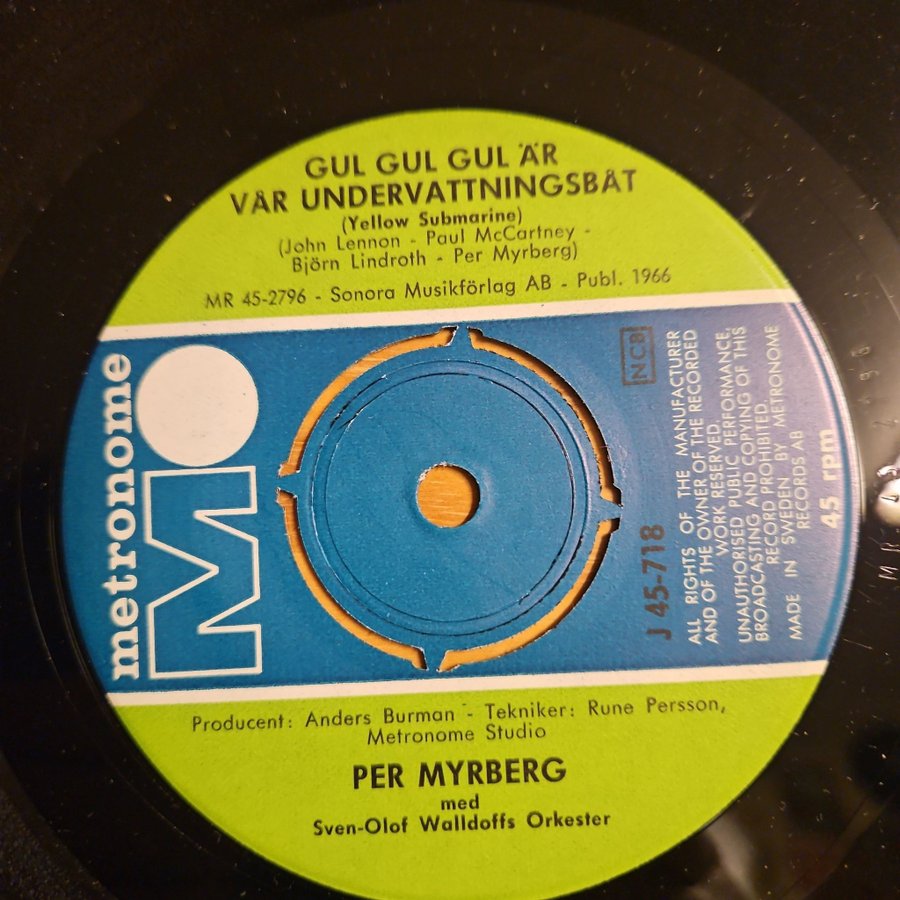 GUL GUL GUL ÄR
VÅR UNDERVATTNINGSBÅT
(Yellow Submarine)
(John Lennon - Paul McCartney -
Björn Lindroth - Per Myrberg)
MR 45-2796 - Sonora Musikförlag AB - Publ. 1966
metronome
M
NCB
J 45-718
ALL RIGHTS OF THE MANUFACTURER
AND OF THE OWNER OF THE RECORDED
WORK RESERVED.
UNAUTHORISED PUBLIC PERFORMANCE,
BROADCASTING AND COPYING OF THIS
RECORD PROHIBITED.
MADE IN SWEDEN BY METRONOME
RECORDS AB
45 rpm
Producent: Anders Burman - Tekniker: Rune Persson,
Metronome Studio
PER MYRBERG
med
Sven-Olof Walldoffs Orkester